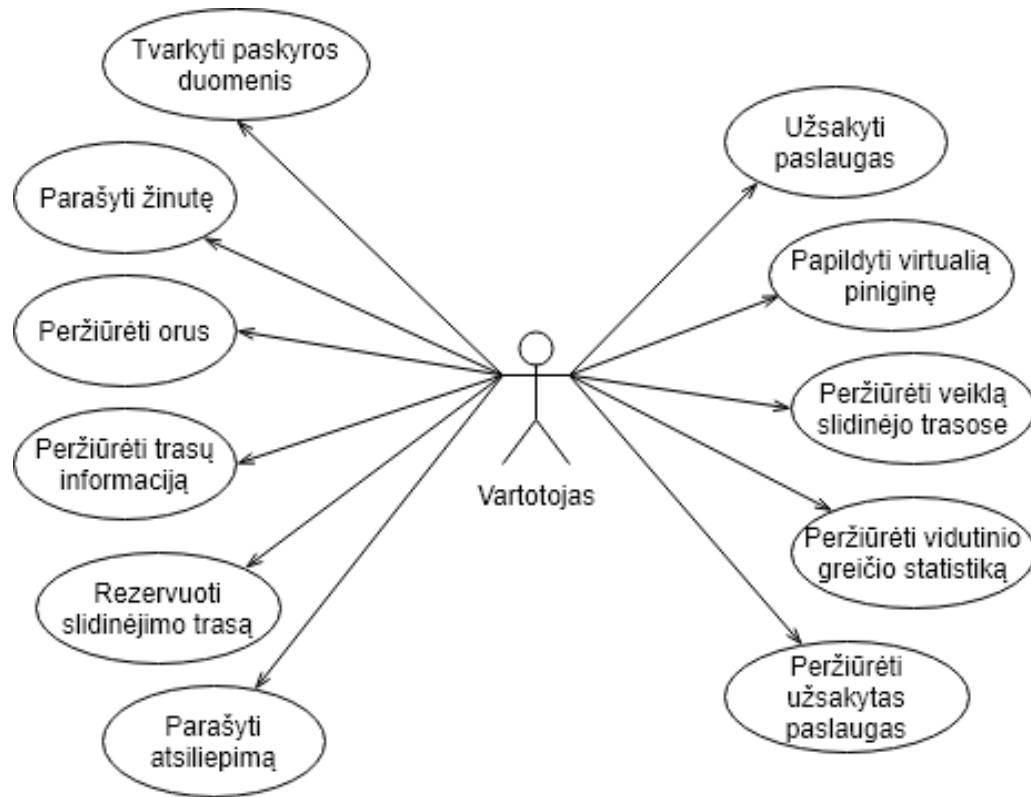 Tvarkyti paskyros
duomenis
Parašyti žinutę
Peržiūrėti orus
Peržiūrėti trasų
informaciją
Rezervuoti
slidinėjimo trasą
Parašyti
atsiliepimą
Vartotojas
Užsakyti
paslaugas
Papildyti virtualią
piniginę
Peržiūrėti veiklą
slidinėjo trasose
Peržiūrėti vidutinio
greičio statistiką
Peržiūrėti
užsakytas
paslaugas